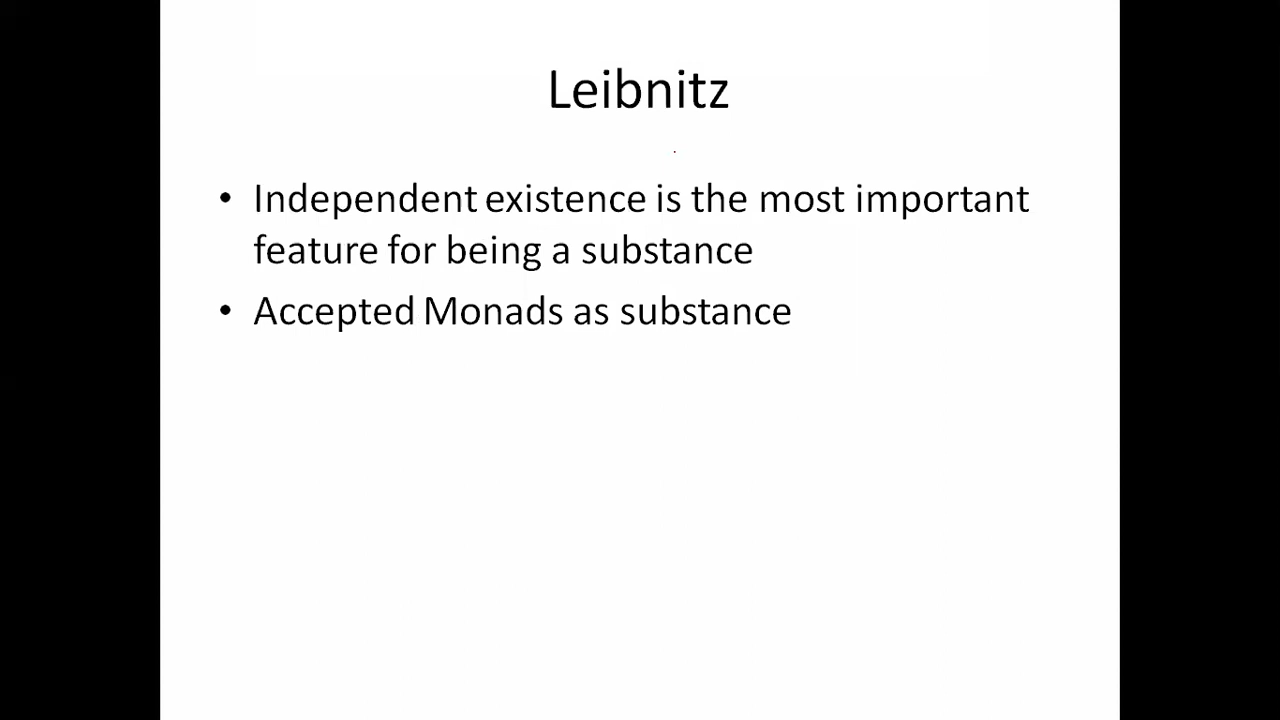 Leibnitz
• Independent existence is the most important
feature for being a substance
• Accepted Monads as substance